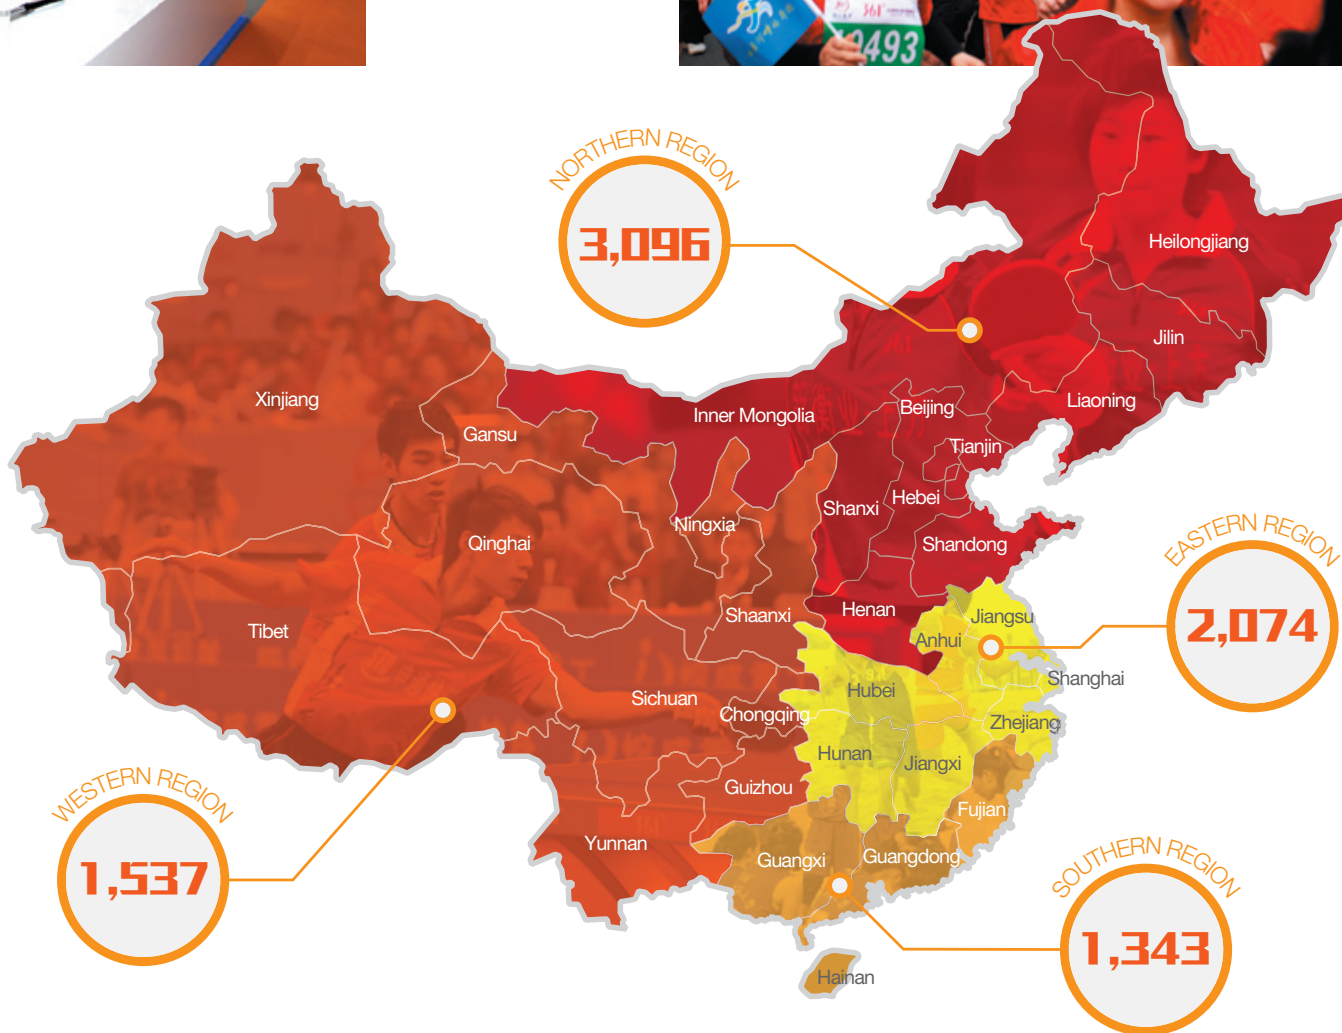 361°
0493
NORTHERN REGION
3,096
Heilongjiang
Jilin
Xinjiang
Inner Mongolia
Beijing
Liaoning
Gansu
Tianjin
Shanxi
Hebei
Ningxia
Qinghai
Shandong
EASTERN REGION
2,074
Henan
Shaanxi
Jiangsu
Tibet
Anhui
Shanghai
Sichuan
Hubei
Chongqing
Zhejiang
Hunan
Jiangxi
Guizhou
Fujian
WESTERN REGION
1,537
Yunnan
Guangxi
Guangdong
SOUTHERN REGION
1,343
Hainan